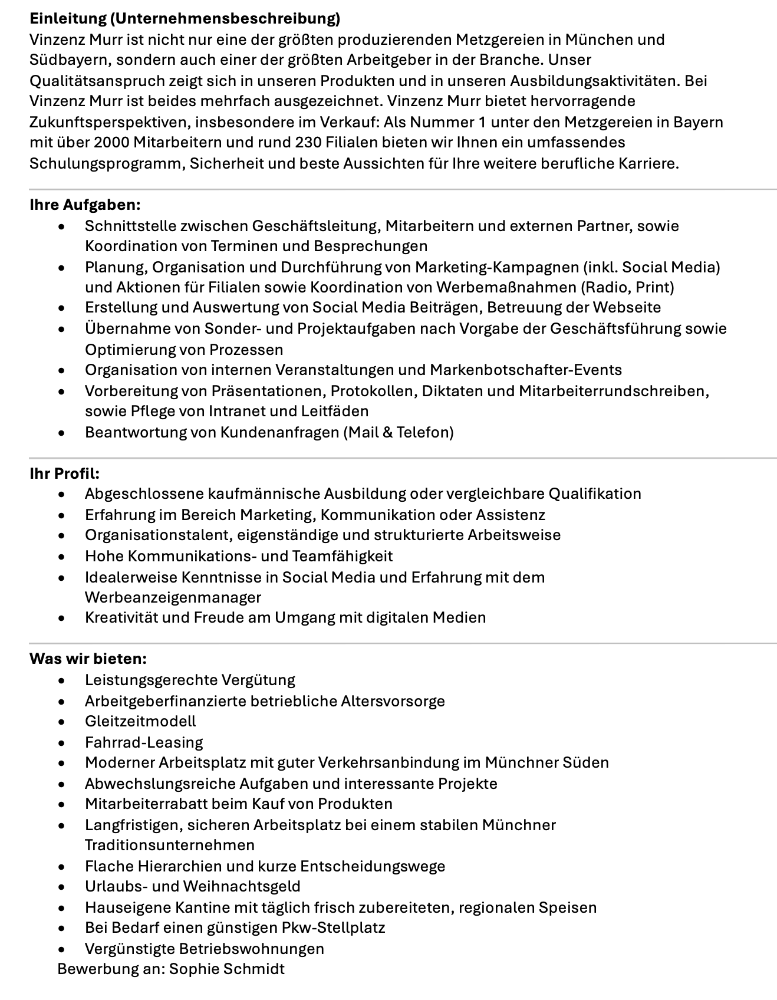 Einleitung (Unternehmensbeschreibung)
Vinzenz Murr ist nicht nur eine der größten produzierenden Metzgereien in München und
Südbayern, sondern auch einer der größten Arbeitgeber in der Branche. Unser
Qualitätsanspruch zeigt sich in unseren Produkten und in unseren Ausbildungsaktivitäten. Bei
Vinzenz Murr ist beides mehrfach ausgezeichnet. Vinzenz Murr bietet hervorragende
Zukunftsperspektiven, insbesondere im Verkauf: Als Nummer 1 unter den Metzgereien in Bayern
mit über 2000 Mitarbeitern und rund 230 Filialen bieten wir Ihnen ein umfassendes
Schulungsprogramm, Sicherheit und beste Aussichten für Ihre weitere berufliche Karriere.
Ihre Aufgaben:
• Schnittstelle zwischen Geschäftsleitung, Mitarbeitern und externen Partner, sowie
Koordination von Terminen und Besprechungen
• Planung, Organisation und Durchführung von Marketing-Kampagnen (inkl. Social Media)
und Aktionen für Filialen sowie Koordination von Werbemaßnahmen (Radio, Print)
• Erstellung und Auswertung von Social Media Beiträgen, Betreuung der Webseite
• Übernahme von Sonder- und Projektaufgaben nach Vorgabe der Geschäftsführung sowie
Optimierung von Prozessen
• Organisation von internen Veranstaltungen und Markenbotschafter-Events
• Vorbereitung von Präsentationen, Protokollen, Diktaten und Mitarbeiterrundschreiben,
sowie Pflege von Intranet und Leitfäden
• Beantwortung von Kundenanfragen (Mail & Telefon)
Ihr Profil:
• Abgeschlossene kaufmännische Ausbildung oder vergleichbare Qualifikation
• Erfahrung im Bereich Marketing, Kommunikation oder Assistenz
• Organisationstalent, eigenständige und strukturierte Arbeitsweise
• Hohe Kommunikations- und Teamfähigkeit
• Idealerweise Kenntnisse in Social Media und Erfahrung mit dem
Werbeanzeigenmanager
• Kreativität und Freude am Umgang mit digitalen Medien
Was wir bieten:
• Leistungsgerechte Vergütung
• Arbeitgeberfinanzierte betriebliche Altersvorsorge
• Gleitzeitmodell
• Fahrrad-Leasing
• Moderner Arbeitsplatz mit guter Verkehrsanbindung im Münchner Süden
• Abwechslungsreiche Aufgaben und interessante Projekte
• Mitarbeiterrabatt beim Kauf von Produkten
• Langfristigen, sicheren Arbeitsplatz bei einem stabilen Münchner
Traditionsunternehmen
• Flache Hierarchien und kurze Entscheidungswege
• Urlaubs- und Weihnachtsgeld
• Hauseigene Kantine mit täglich frisch zubereiteten, regionalen Speisen
• Bei Bedarf einen günstigen Pkw-Stellplatz
• Vergünstigte Betriebswohnungen
Bewerbung an: Sophie Schmidt